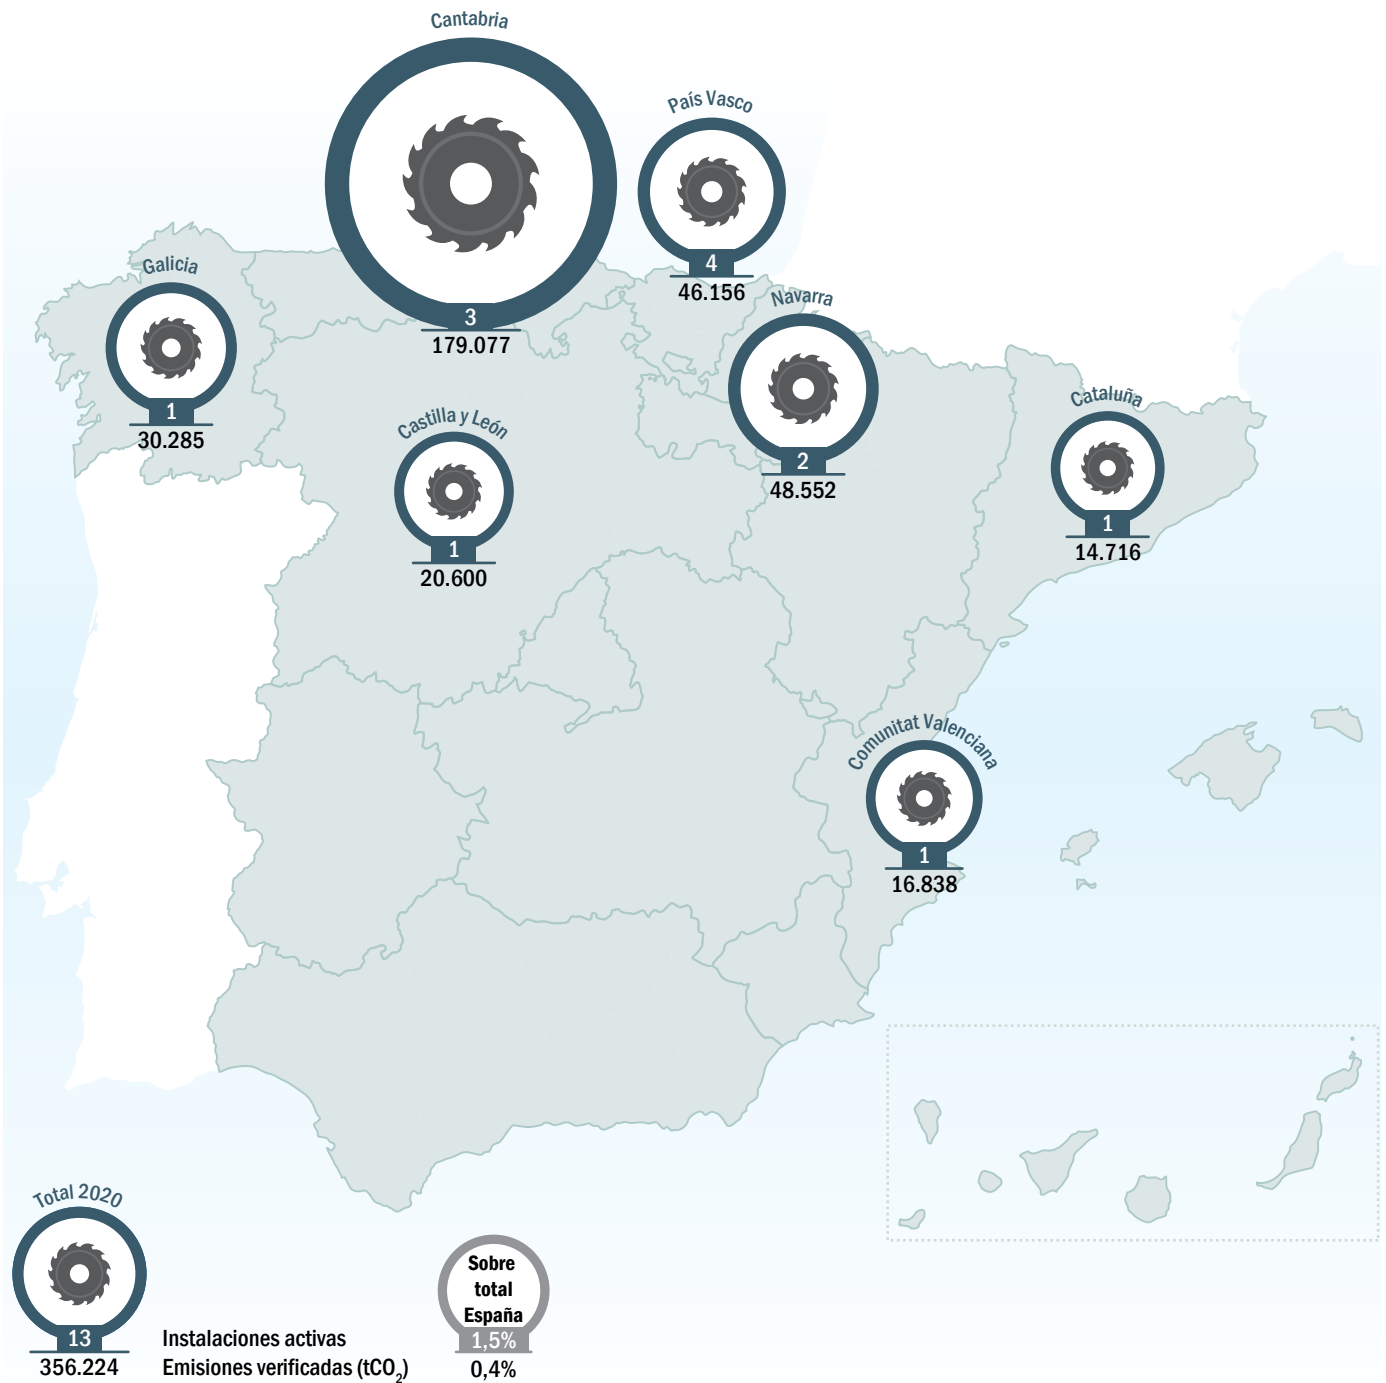 Cantabria
3
179.077
País Vasco
4
46.156
Galicia
1
30.285
Navarra
2
48.552
Castilla y León
1
20.600
Cataluña
1
14.716
Comunitat Valenciana
1
16.838
Total 2020
13
356.224
Instalaciones activas
Emisiones verificadas (tCO₂)
Sobre
total
España
1,5%
0,4%